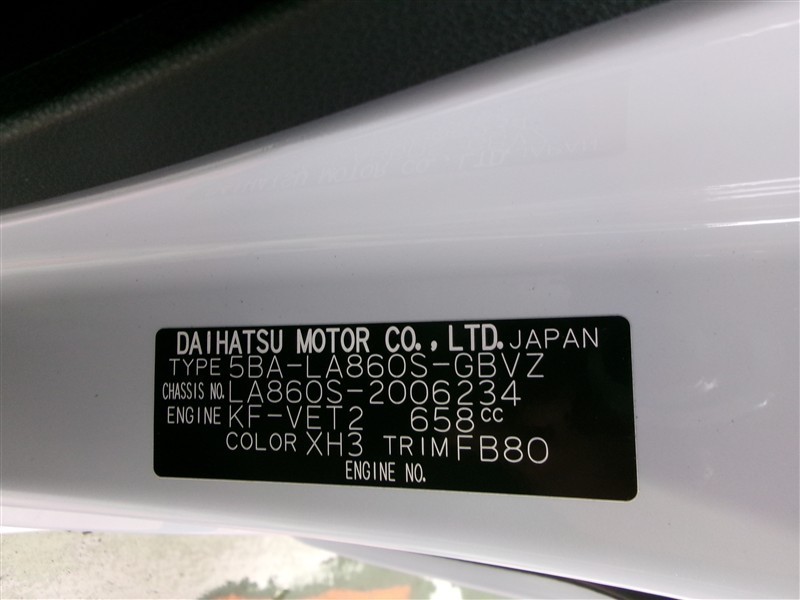 DAIHATSU MOTOR CO., LTD. JAPAN
TYPE 5BA-LA860S-GBVZ
CHASSIS NO. LA860S-2006234
ENGINE KF-VET2 658cc
COLOR XH3 TRIM FB80
ENGINE NO.